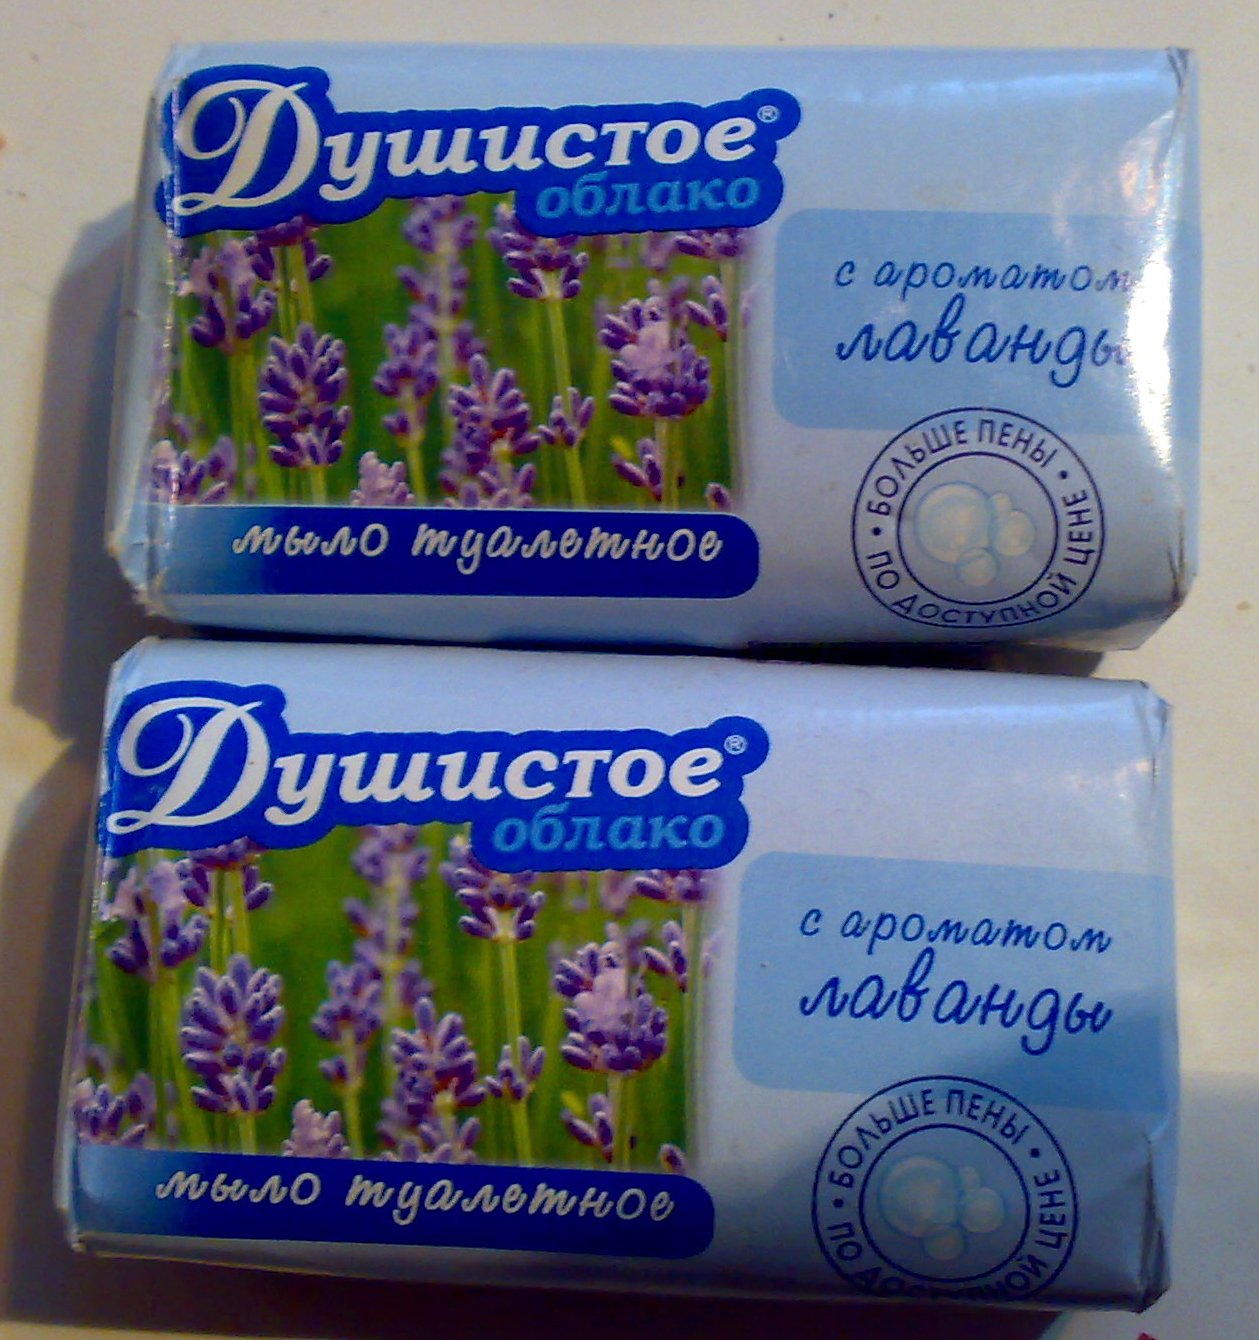 Душистое®
облако
с ароматом
лаванды
мыло туалетное
• БОЛЬШЕ ПЕНЫ •
ПО ДОСТУПНОЙ ЦЕНЕ
Душистое®
облако
с ароматом
лаванды
мыло туалетное
• БОЛЬШЕ ПЕНЫ •
ПО ДОСТУПНОЙ ЦЕНЕ